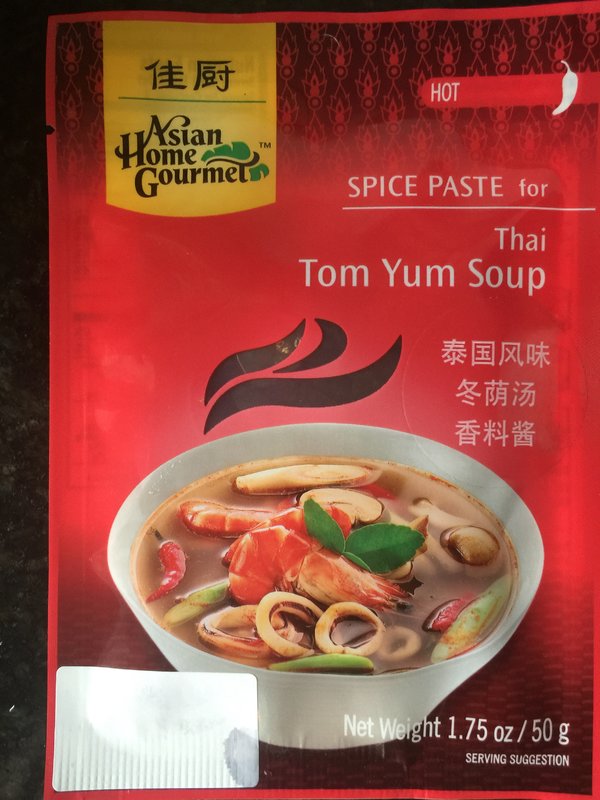 佳厨
Asian
Home
Gourmet™
HOT
SPICE PASTE for
Thai
Tom Yum Soup
泰国风味
冬荫汤
香料酱
Net Weight 1.75 oz / 50 g
SERVING SUGGESTION